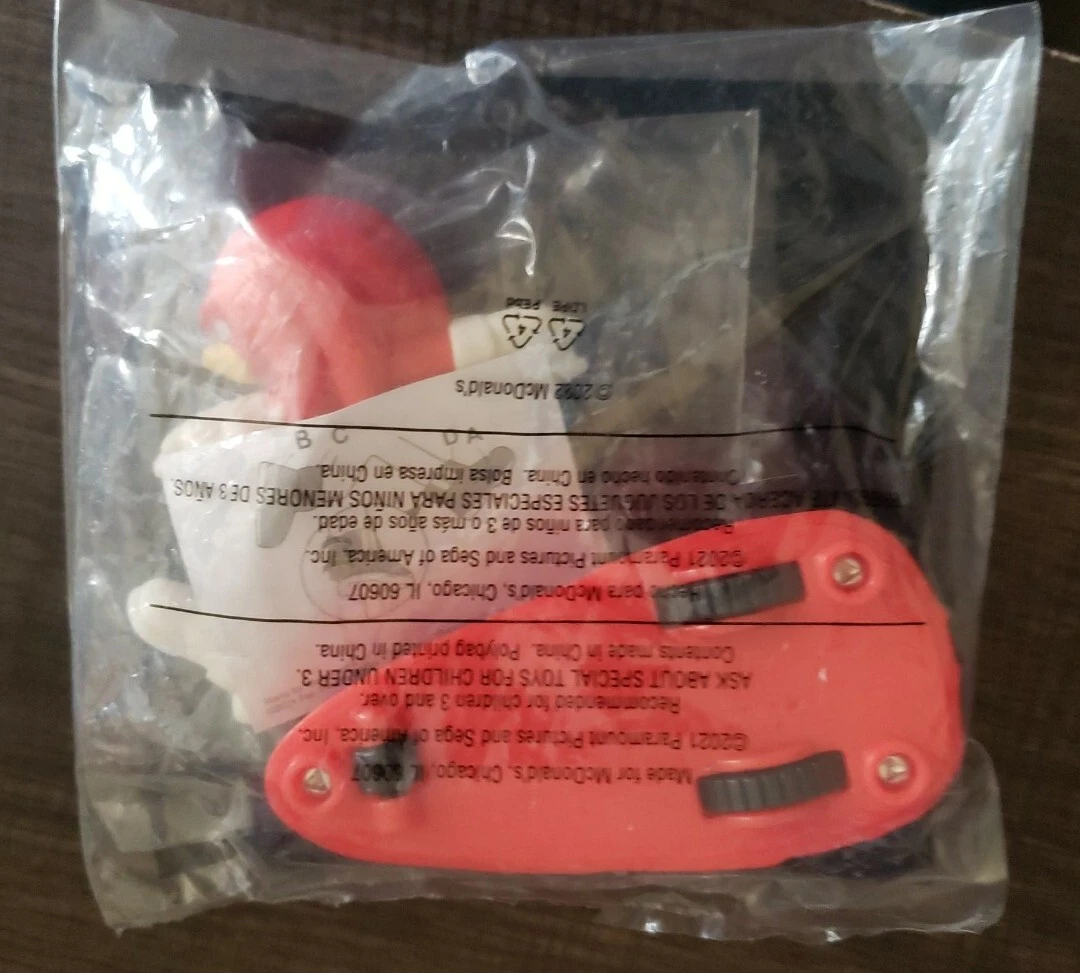 Made for McDonald's, Chicago, IL 60607
©2021 Paramount Pictures and Sega of America, Inc.
Recommended for children 3 and over.
ASK ABOUT SPECIAL TOYS FOR CHILDREN UNDER 3.
Contents made in China. Polybag printed in China.
Hecho para McDonald's, Chicago, IL 60607
©2021 Paramount Pictures and Sega of America, Inc.
Recomendado para niños de 3 o más años de edad.
PREGUNTE ACERCA DE LOS JUGUETES ESPECIALES PARA NIÑOS MENORES DE 3 AÑOS.
Contenido hecho en China. Bolsa impresa en China.
© 2022 McDonald's
4 4
LDPE PEBD
B C D A